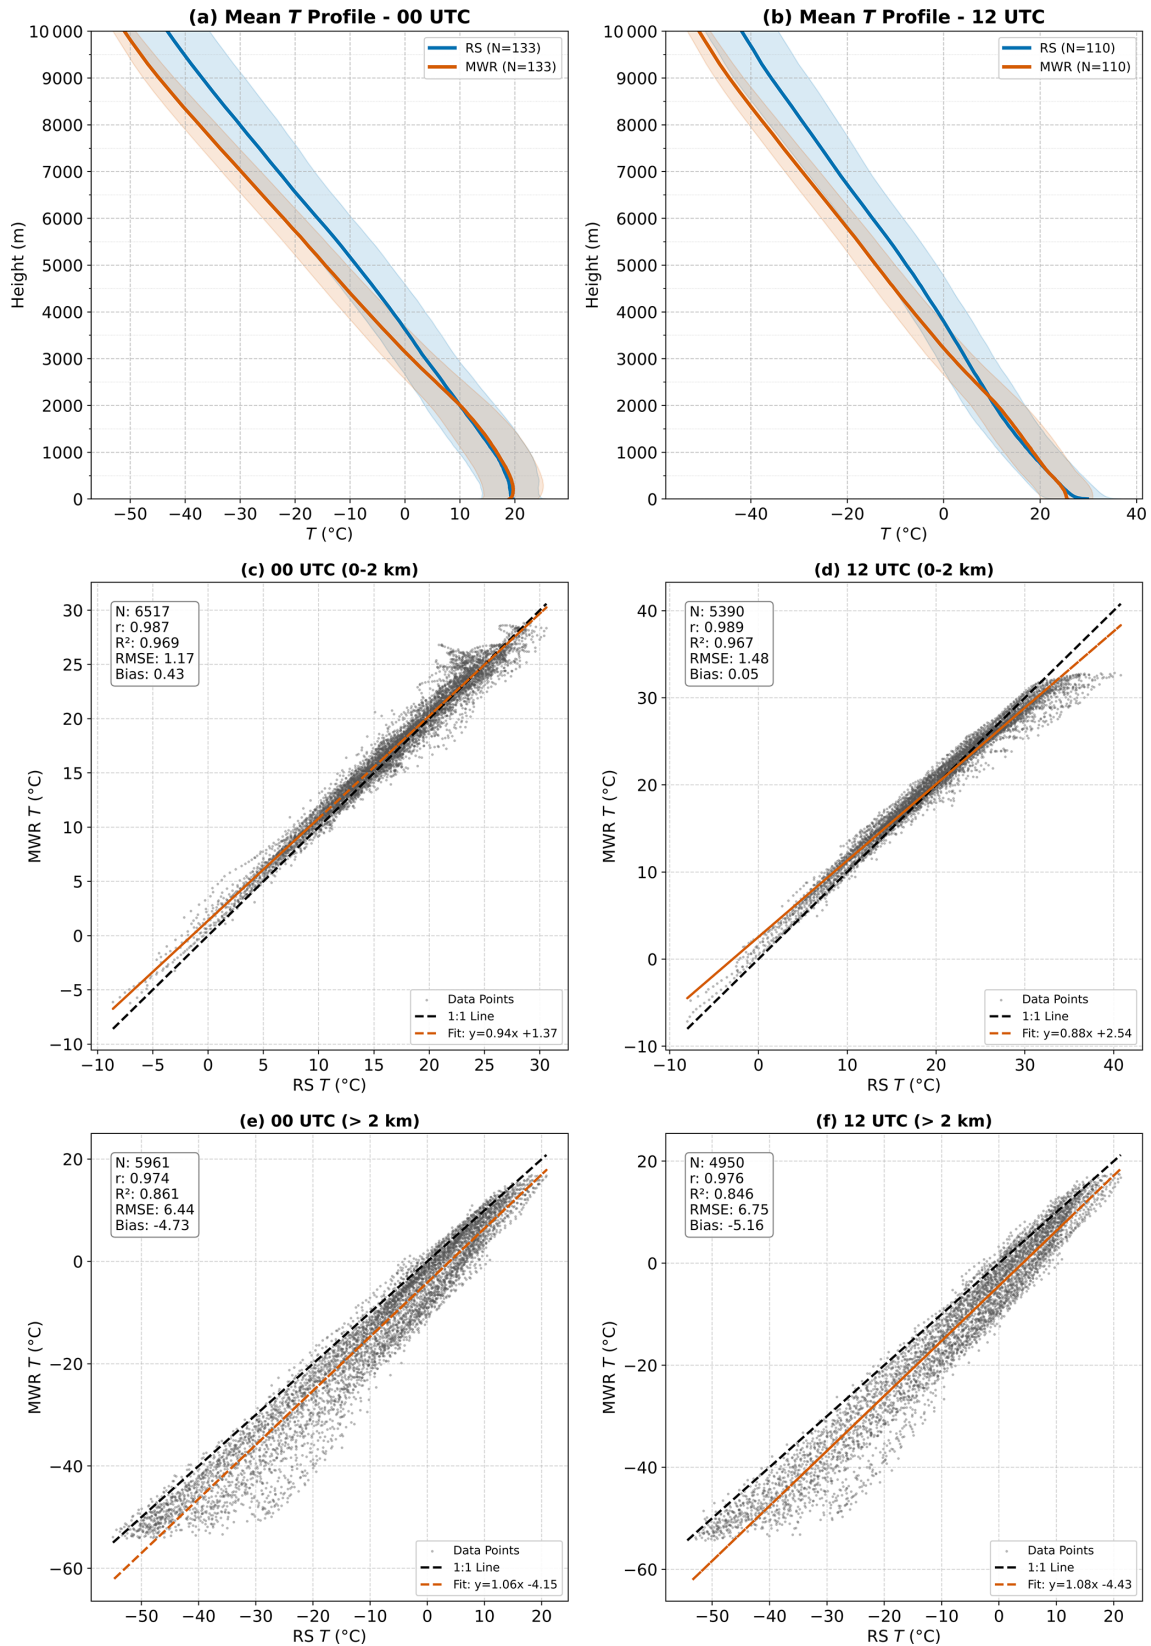 (a) Mean T Profile - 00 UTC
10 000
9000
8000
7000
6000
5000
4000
3000
2000
1000
0
Height (m)
RS (N=133)
MWR (N=133)
−50 −40 −30 −20 −10 0 10 20
T (°C)
(b) Mean T Profile - 12 UTC
10 000
9000
8000
7000
6000
5000
4000
3000
2000
1000
0
Height (m)
RS (N=110)
MWR (N=110)
−40 −20 0 20 40
T (°C)
(c) 00 UTC (0-2 km)
N: 6517
r: 0.987
R²: 0.969
RMSE: 1.17
Bias: 0.43
30
25
20
15
10
5
0
−5
−10
MWR T (°C)
Data Points
1:1 Line
Fit: y=0.94x +1.37
−10 −5 0 5 10 15 20 25 30
RS T (°C)
(d) 12 UTC (0-2 km)
N: 5390
r: 0.989
R²: 0.967
RMSE: 1.48
Bias: 0.05
40
30
20
10
0
−10
MWR T (°C)
Data Points
1:1 Line
Fit: y=0.88x +2.54
−10 0 10 20 30 40
RS T (°C)
(e) 00 UTC (> 2 km)
N: 5961
r: 0.974
R²: 0.861
RMSE: 6.44
Bias: -4.73
20
0
−20
−40
−60
MWR T (°C)
Data Points
1:1 Line
Fit: y=1.06x -4.15
−50 −40 −30 −20 −10 0 10 20
RS T (°C)
(f) 12 UTC (> 2 km)
N: 4950
r: 0.976
R²: 0.846
RMSE: 6.75
Bias: -5.16
20
0
−20
−40
−60
MWR T (°C)
Data Points
1:1 Line
Fit: y=1.08x -4.43
−50 −40 −30 −20 −10 0 10 20
RS T (°C)